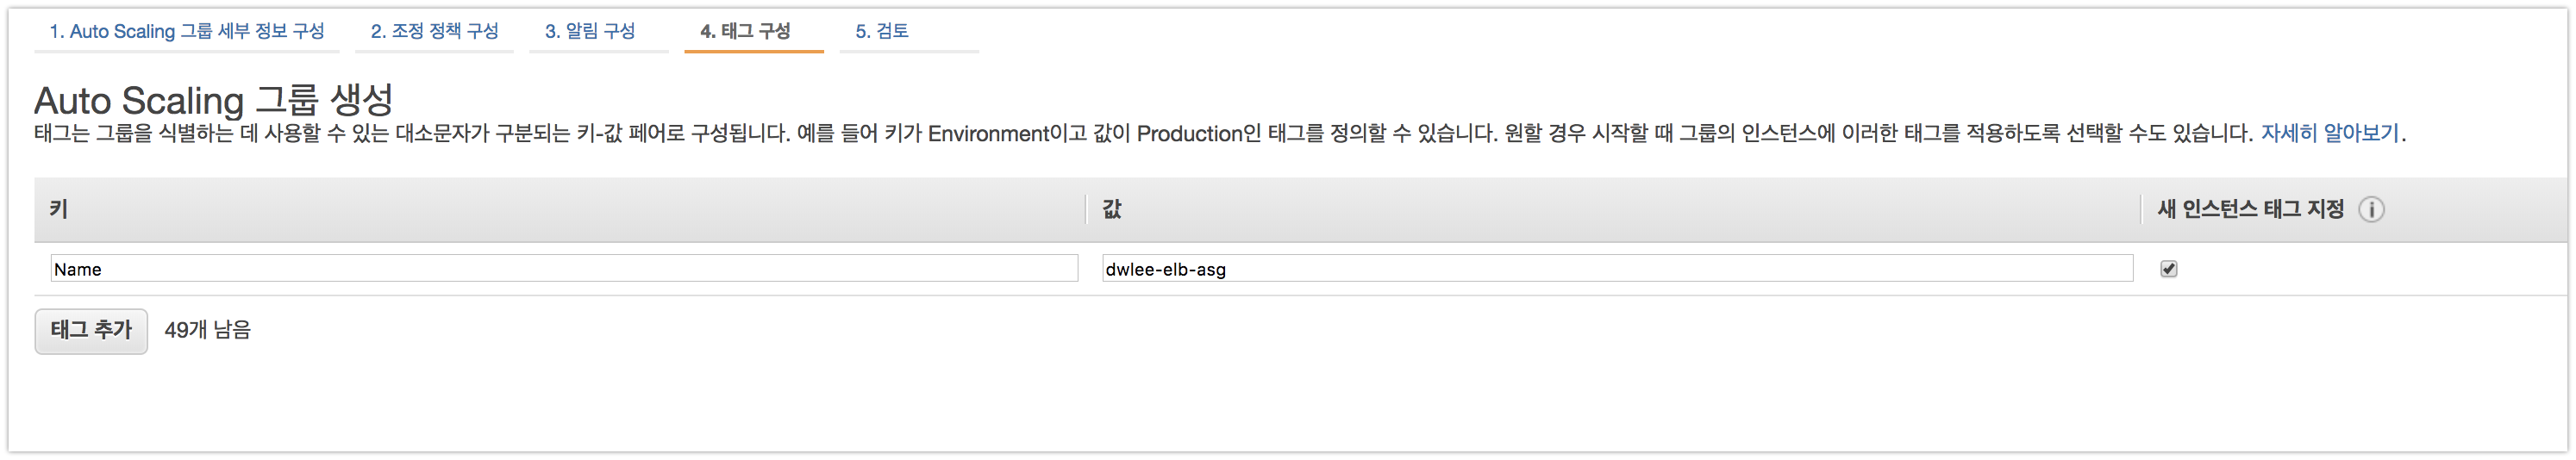 1. Auto Scaling 그룹 세부 정보 구성 2. 조정 정책 구성 3. 알림 구성 4. 태그 구성 5. 검토
Auto Scaling 그룹 생성
태그는 그룹을 식별하는 데 사용할 수 있는 대소문자가 구분되는 키-값 페어로 구성됩니다. 예를 들어 키가 Environment이고 값이 Production인 태그를 정의할 수 있습니다. 원할 경우 시작할 때 그룹의 인스턴스에 이러한 태그를 적용하도록 선택할 수도 있습니다. 자세히 알아보기.
키 값 새 인스턴스 태그 지정
Name dwlee-elb-asg
태그 추가 49개 남음